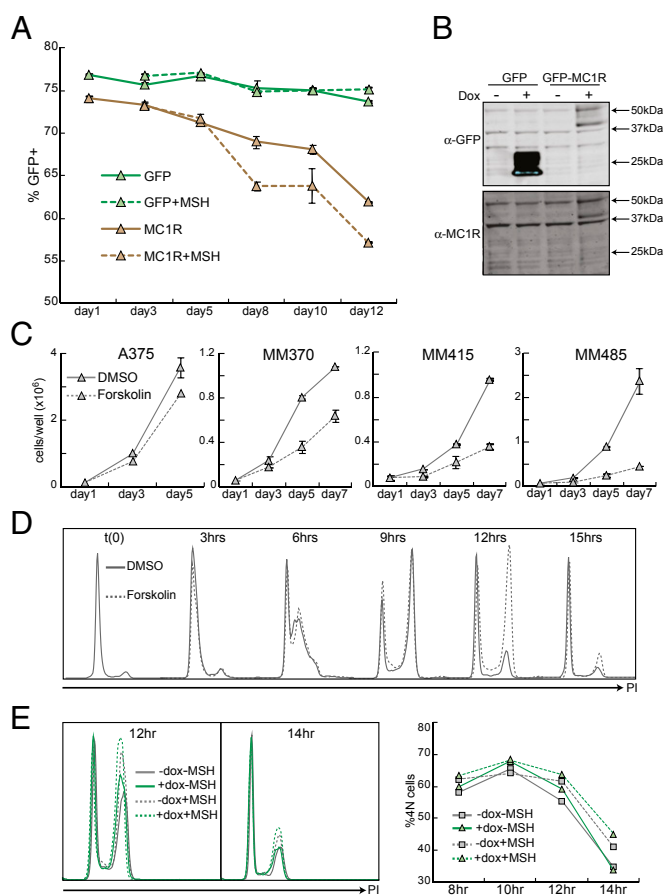 A
80
75
70
65
60
55
50
% GFP+
GFP
GFP+MSH
MC1R
MC1R+MSH
day1 day3 day5 day8 day10 day12
B
GFP GFP-MC1R
Dox - + - +
α-GFP
50kDa
37kDa
25kDa
α-MC1R
50kDa
37kDa
25kDa
C
cells/well (x10⁶)
A375
4
2
0
DMSO
Forskolin
day1 day3 day5
MM370
1.2
0.8
0.4
0
day1 day3 day5 day7
MM415
1.2
0.8
0.4
0
day1 day3 day5 day7
MM485
3
2
1
0
day1 day3 day5 day7
D
t(0) 3hrs 6hrs 9hrs 12hrs 15hrs
DMSO
Forskolin
PI
E
12hr 14hr
-dox-MSH
+dox-MSH
-dox+MSH
+dox+MSH
PI
%4N cells
80
70
60
50
40
30
-dox-MSH
+dox-MSH
-dox+MSH
+dox+MSH
8hr 10hr 12hr 14hr